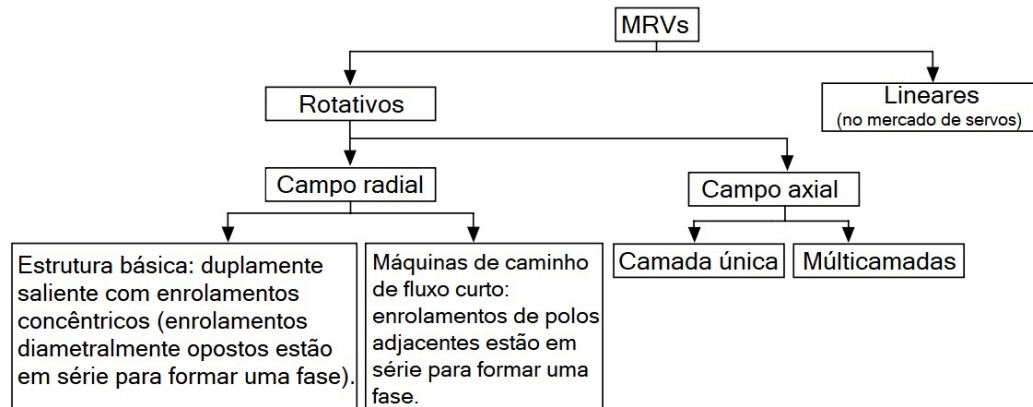 MRVs
Rotativos
Lineares
(no mercado de servos)
Campo radial
Campo axial
Estrutura básica: duplamente
saliente com enrolamentos
concêntricos (enrolamentos
diametralmente opostos estão
em série para formar uma fase).
Máquinas de caminho
de fluxo curto:
enrolamentos de polos
adjacentes estão em
série para formar uma
fase.
Camada única
Múlticamadas